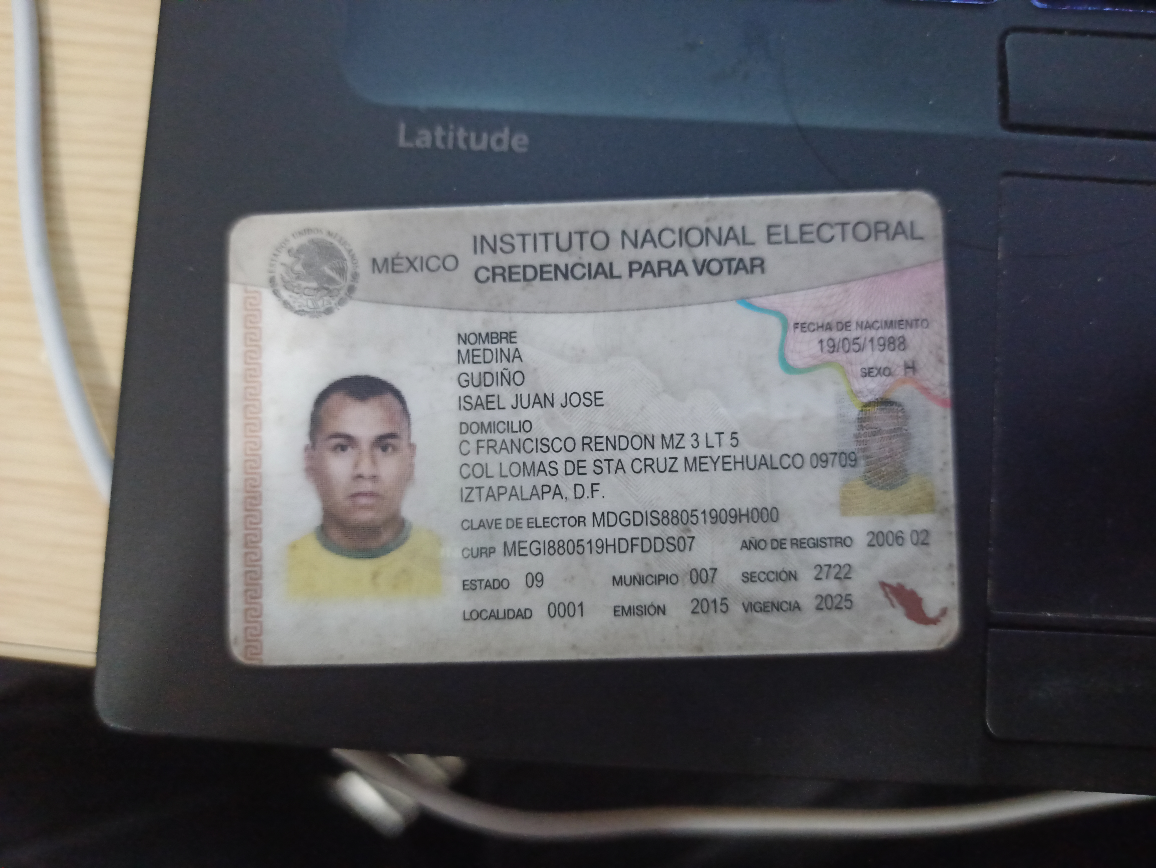 Latitude
ESTADOS UNIDOS MEXICANOS
MÉXICO
INSTITUTO NACIONAL ELECTORAL
CREDENCIAL PARA VOTAR
NOMBRE
MEDINA
GUDIÑO
ISAEL JUAN JOSE
FECHA DE NACIMIENTO
19/05/1988
SEXO H
DOMICILIO
C FRANCISCO RENDON MZ 3 LT 5
COL LOMAS DE STA CRUZ MEYEHUALCO 09709
IZTAPALAPA, D.F.
CLAVE DE ELECTOR MDGDIS88051909H000
CURP MEGI880519HDFDDS07 AÑO DE REGISTRO 2006 02
ESTADO 09 MUNICIPIO 007 SECCIÓN 2722
LOCALIDAD 0001 EMISIÓN 2015 VIGENCIA 2025